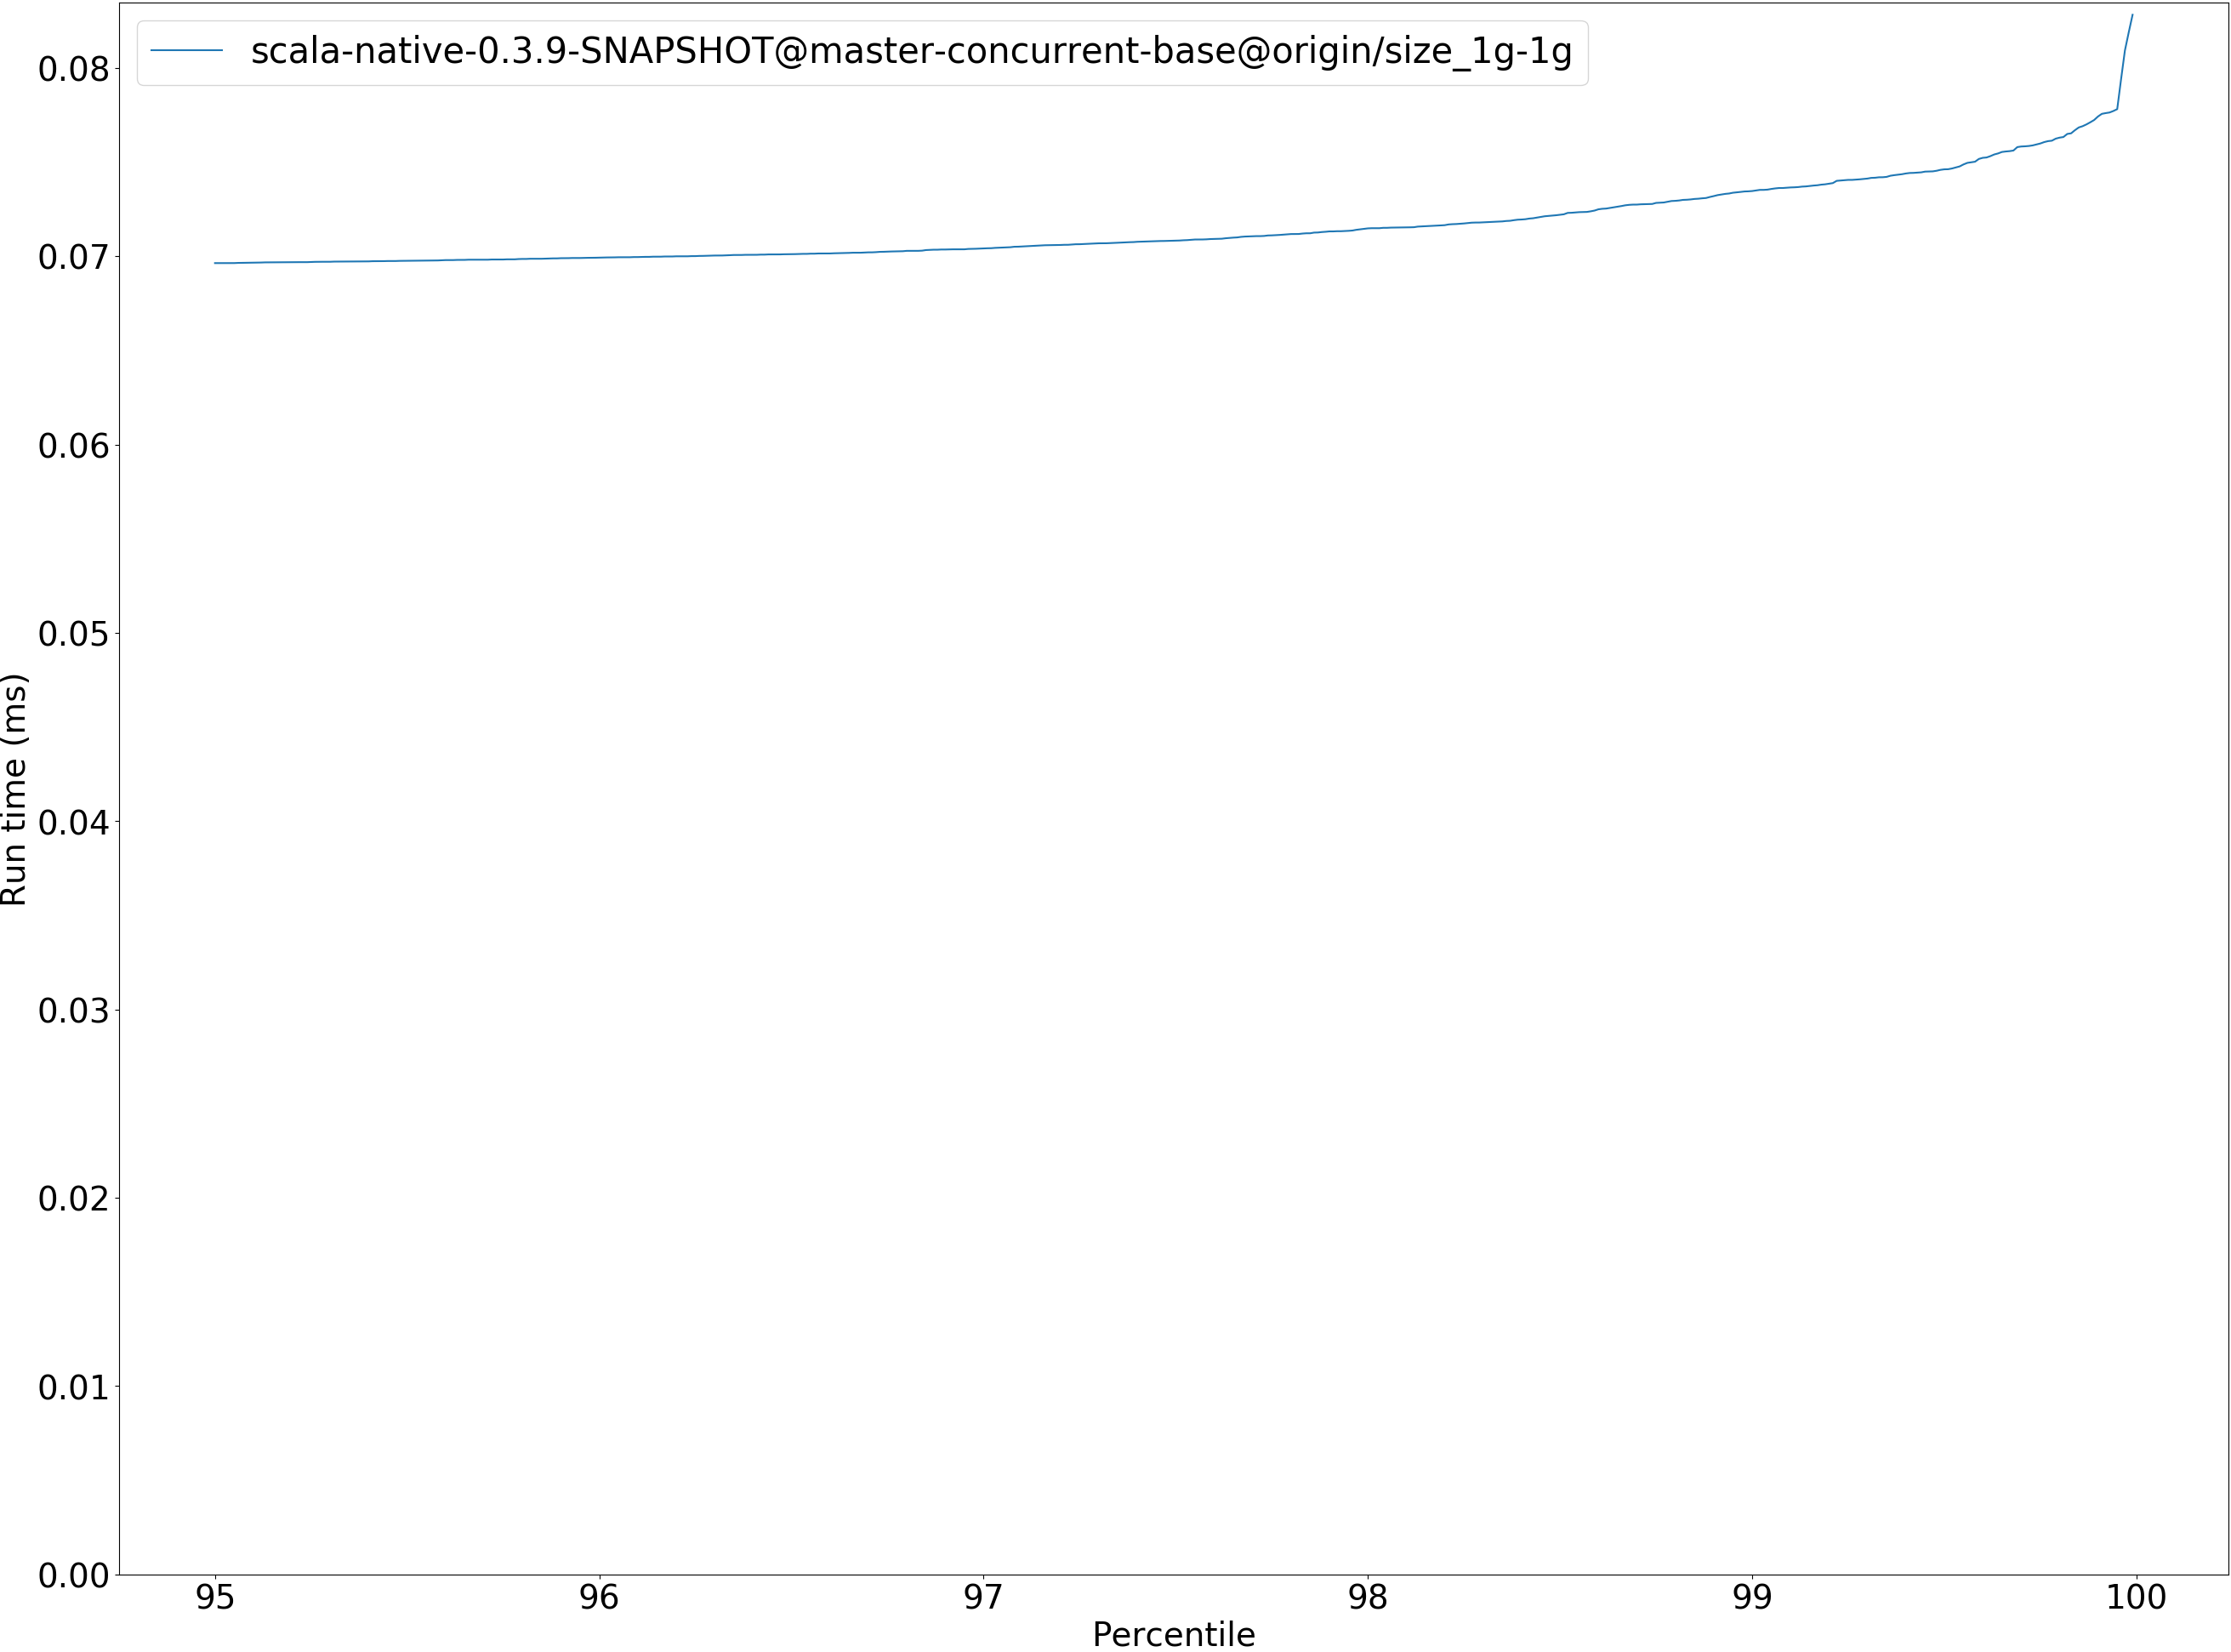 scala-native-0.3.9-SNAPSHOT@master-concurrent-base@origin/size_1g-1g
0.08
0.07
0.06
0.05
0.04
0.03
0.02
0.01
0.00
Run time (ms)
95 96 97 98 99 100
Percentile